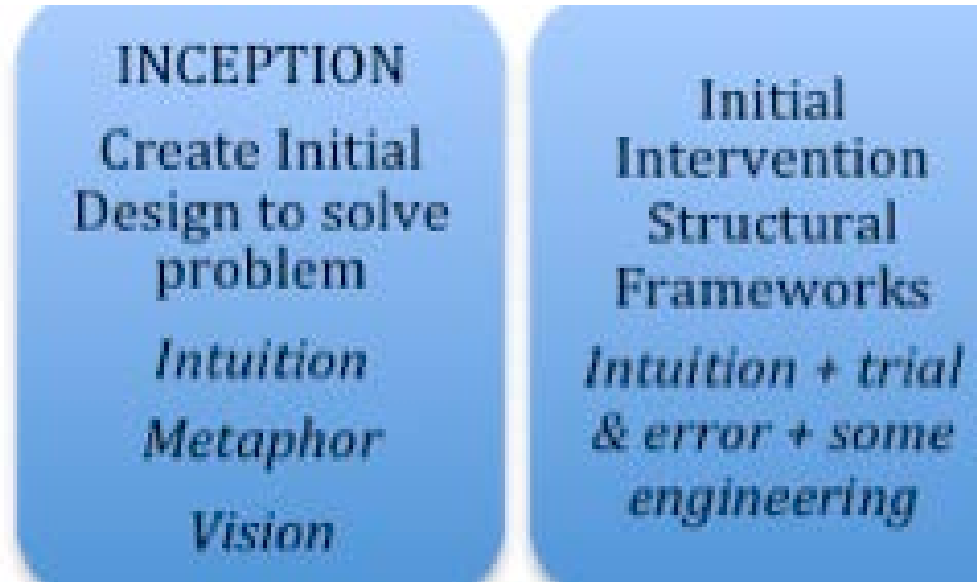 INCEPTION
Create Initial
Design to solve
problem
Intuition
Metaphor
Vision
Initial
Intervention
Structural
Frameworks
Intuition + trial
& error + some
engineering